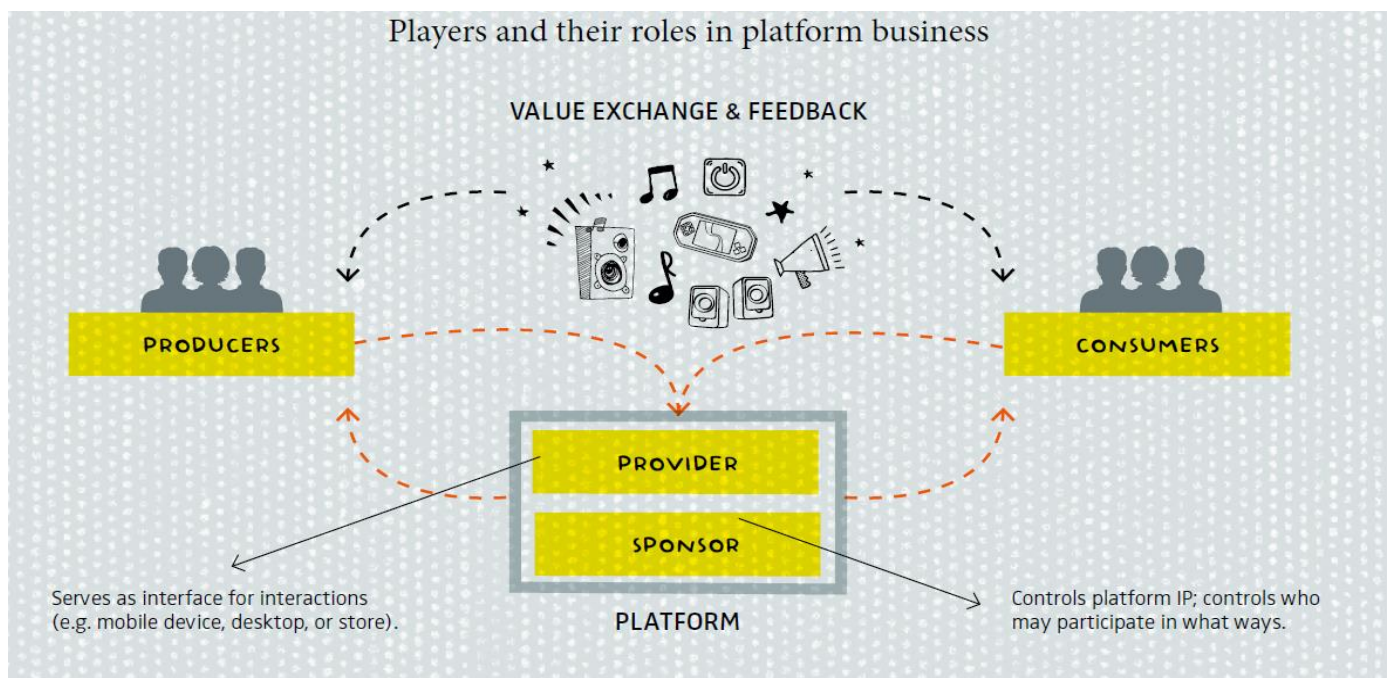 Players and their roles in platform business
VALUE EXCHANGE & FEEDBACK
PRODUCERS
CONSUMERS
PROVIDER
SPONSOR
Serves as interface for interactions
(e.g. mobile device, desktop, or store).
PLATFORM
Controls platform IP; controls who
may participate in what ways.